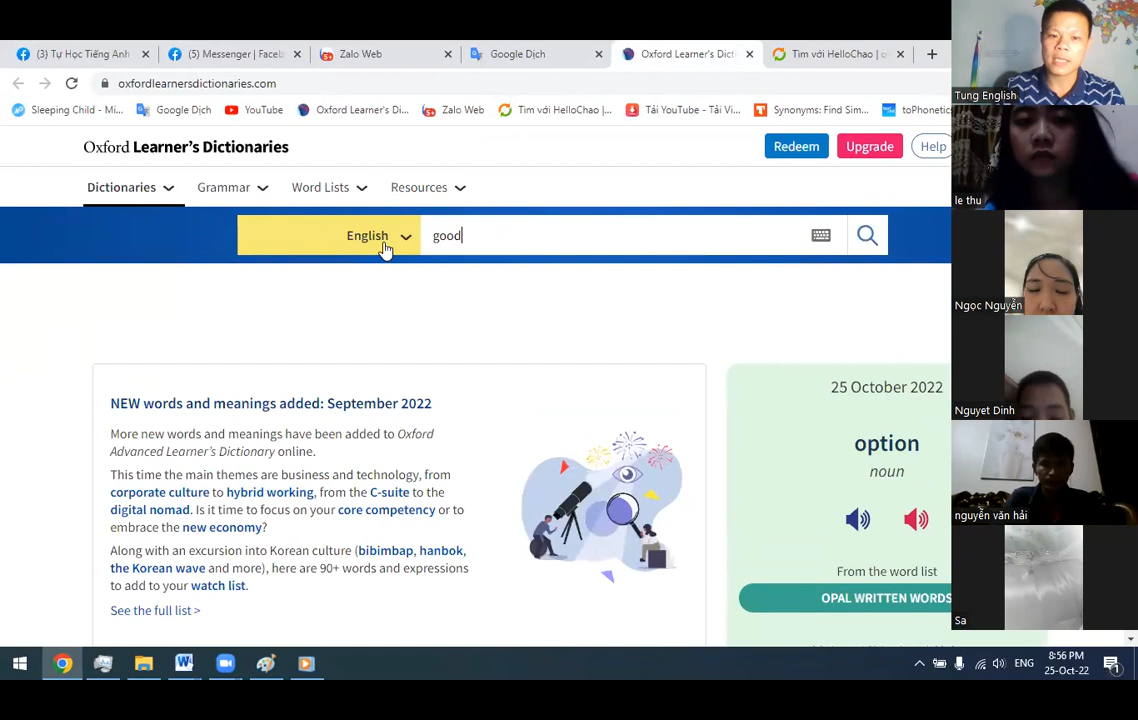 (3) Tự Học Tiếng Anh
(5) Messenger | Faceb
Zalo Web
Google Dịch
Oxford Learner's Dicti
Tìm với HelloChao | c
oxfordlearnersdictionaries.com
Sleeping Child - Mi...
Google Dịch
YouTube
Oxford Learner's Di...
Zalo Web
Tìm với HelloChao |...
Tải YouTube - Tải Vi...
Synonyms: Find Sim...
toPhonetic
Oxford Learner's Dictionaries
Redeem
Upgrade
Help
Dictionaries
Grammar
Word Lists
Resources
English
good
NEW words and meanings added: September 2022
More new words and meanings have been added to Oxford
Advanced Learner's Dictionary online.
This time the main themes are business and technology, from
corporate culture to hybrid working, from the C-suite to the
digital nomad. Is it time to focus on your core competency or to
embrace the new economy?
Along with an excursion into Korean culture (bibimbap, hanbok,
the Korean wave and more), here are 90+ words and expressions
to add to your watch list.
See the full list >
25 October 2022
option
noun
From the word list
OPAL WRITTEN WORDS
Tung English
le thu
Ngọc Nguyễn
Nguyet Dinh
nguyễn văn hải
Sa
ENG
8:56 PM
25-Oct-22
1